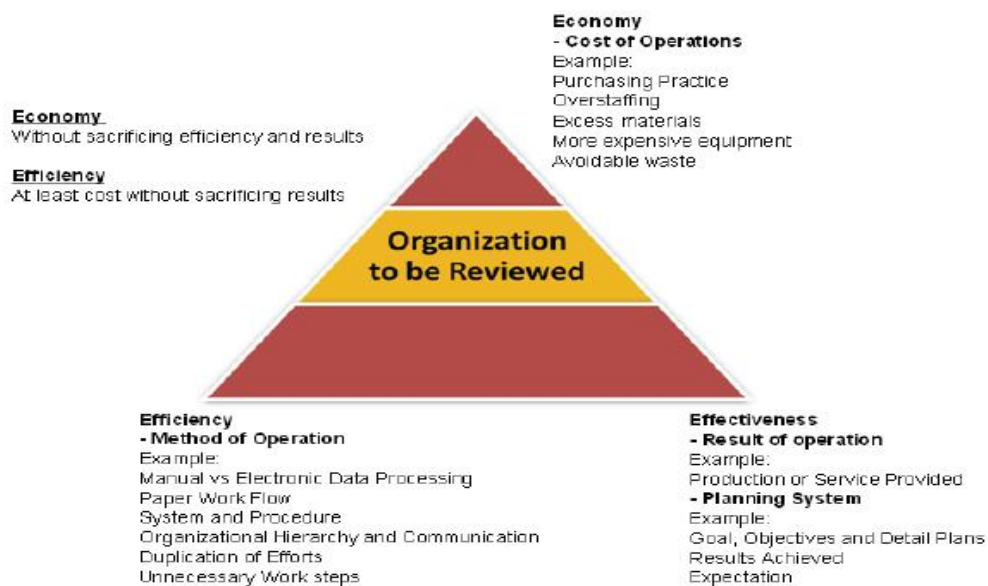 Economy
- Cost of Operations
Example:
Purchasing Practice
Overstaffing
Excess materials
More expensive equipment
Avoidable waste
Economy
Without sacrificing efficiency and results
Efficiency
At least cost without sacrificing results
Organization
to be Reviewed
Efficiency
- Method of Operation
Example:
Manual vs Electronic Data Processing
Paper Work Flow
System and Procedure
Organizational Hierarchy and Communication
Duplication of Efforts
Unnecessary Work steps
Effectiveness
- Result of operation
Example:
Production or Service Provided
- Planning System
Example:
Goal, Objectives and Detail Plans
Results Achieved
Expectation